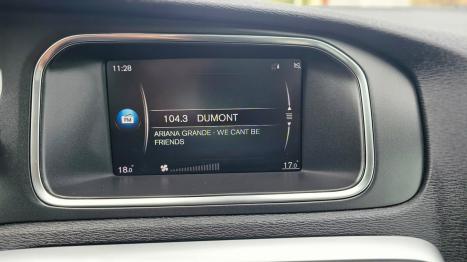 11:28
FM
104.3 DUMONT
ARIANA GRANDE - WE CANT BE
FRIENDS
18.0° 17.0°